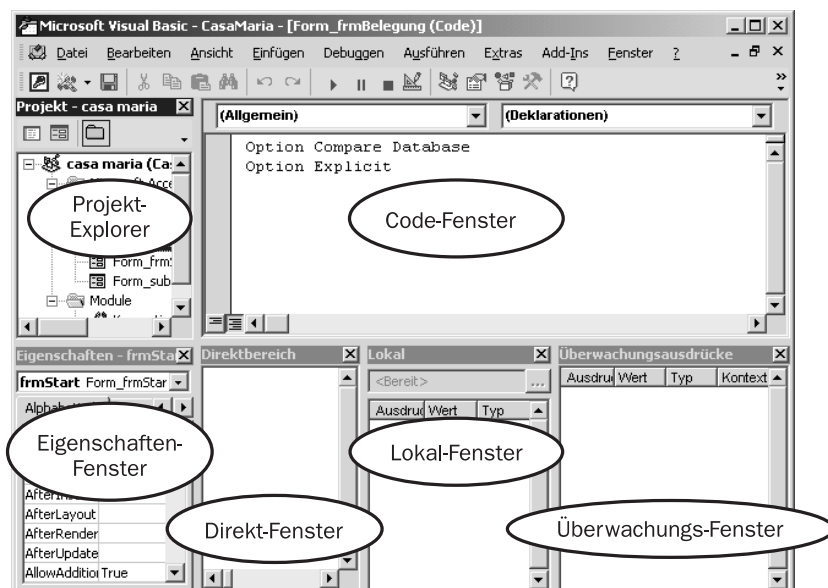 Microsoft Visual Basic - CasaMaria - [Form_frmBelegung (Code)]
Datei Bearbeiten Ansicht Einfügen Debuggen Ausführen Extras Add-Ins Fenster ?
Projekt - casa maria
(Allgemein)
(Deklarationen)
casa maria (Ca
Option Compare Database
Option Explicit
Projekt-
Explorer
Code-Fenster
Form_sub
Module
Eigenschaften - frmSta
Direktbereich
Lokal
Überwachungsausdrücke
frmStart Form_frmStar
<Bereit>
...
Ausdru Wert Typ Kontext
Ausdruc Wert Typ
Eigenschaften-
Fenster
Lokal-Fenster
AfterLayout
AfterRender
AfterUpdate
AllowAddition True
Direkt-Fenster
Überwachungs-Fenster